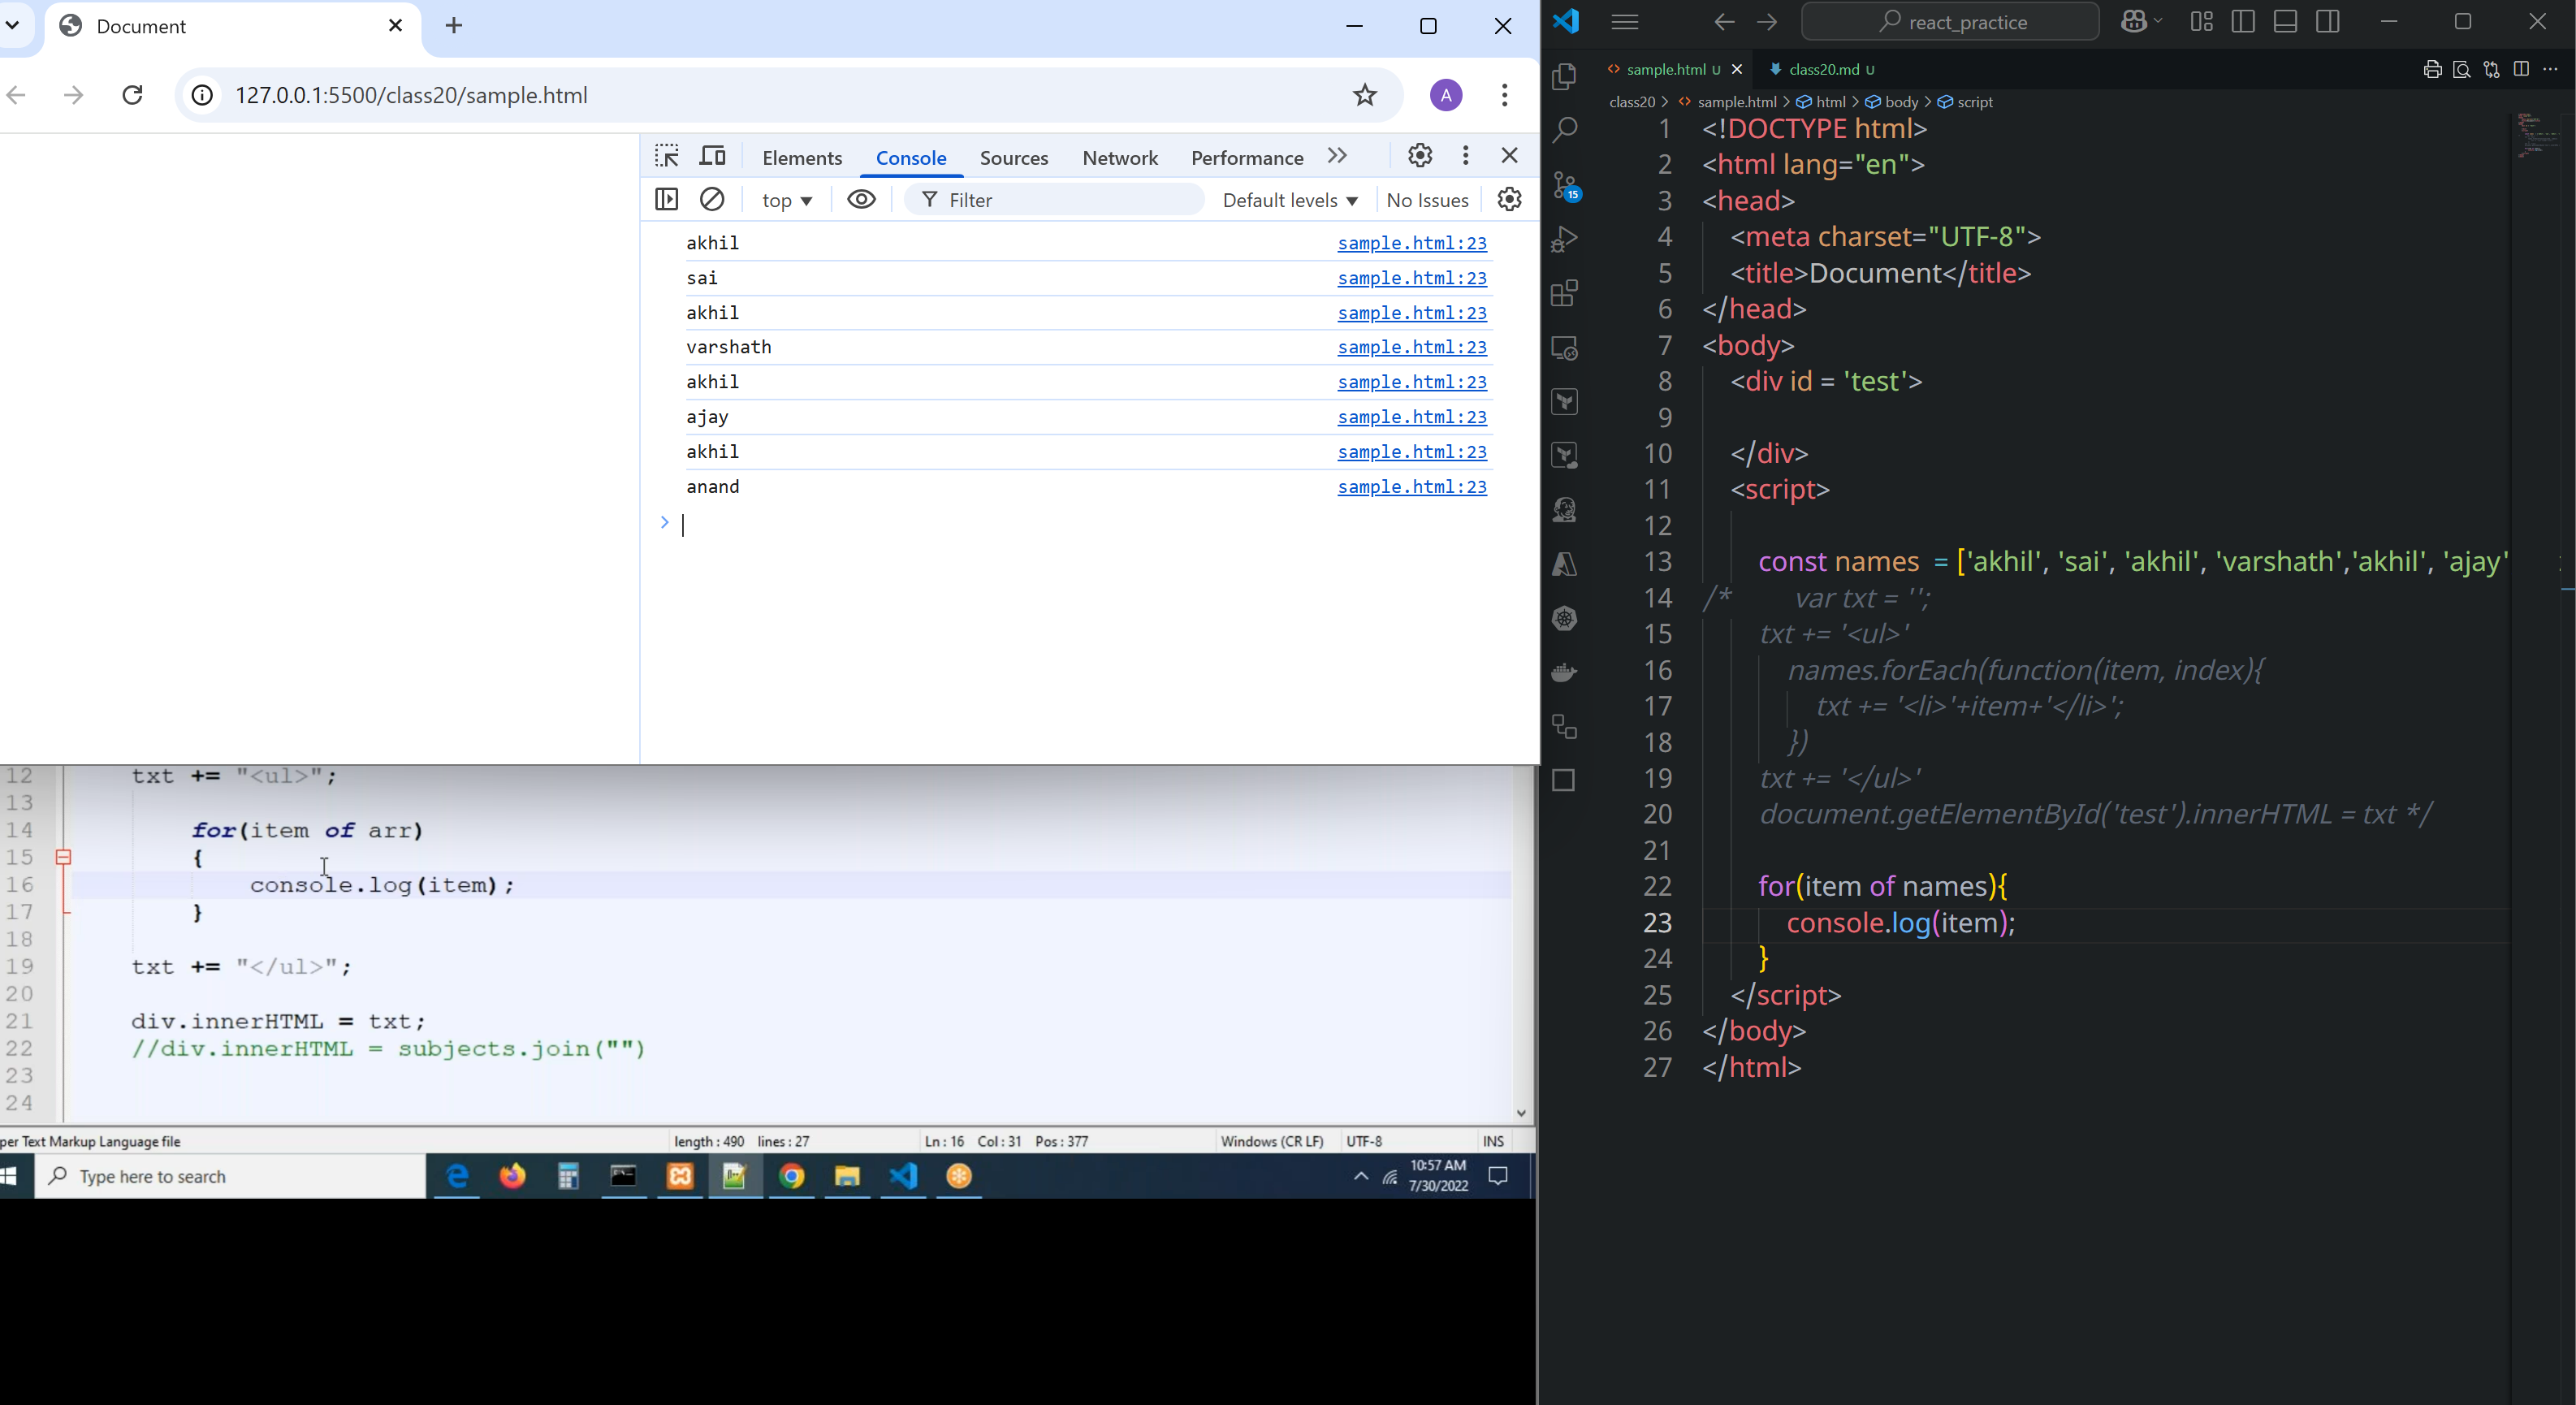 Document
127.0.0.1:5500/class20/sample.html
A
Elements Console Sources Network Performance
top Filter Default levels No Issues
akhil sample.html:23
sai sample.html:23
akhil sample.html:23
varshath sample.html:23
akhil sample.html:23
ajay sample.html:23
akhil sample.html:23
anand sample.html:23
>
12 txt += "<ul>";
13
14 for(item of arr)
15 {
16 console.log(item);
17 }
18
19 txt += "</ul>";
20
21 div.innerHTML = txt;
22 //div.innerHTML = subjects.join("")
23
24
per Text Markup Language file length : 490 lines : 27 Ln : 16 Col : 31 Pos : 377 Windows (CR LF) UTF-8 INS
Type here to search
10:57 AM
7/30/2022
react_practice
15
sample.html U class20.md U
class20 > sample.html > html > body > script
1 <!DOCTYPE html>
2 <html lang="en">
3 <head>
4 <meta charset="UTF-8">
5 <title>Document</title>
6 </head>
7 <body>
8 <div id = 'test'>
9
10 </div>
11 <script>
12
13 const names = ['akhil', 'sai', 'akhil', 'varshath','akhil', 'ajay'
14 /* var txt = '';
15 txt += '<ul>'
16 names.forEach(function(item, index){
17 txt += '<li>'+item+'</li>';
18 })
19 txt += '</ul>'
20 document.getElementById('test').innerHTML = txt */
21
22 for(item of names){
23 console.log(item);
24 }
25 </script>
26 </body>
27 </html>